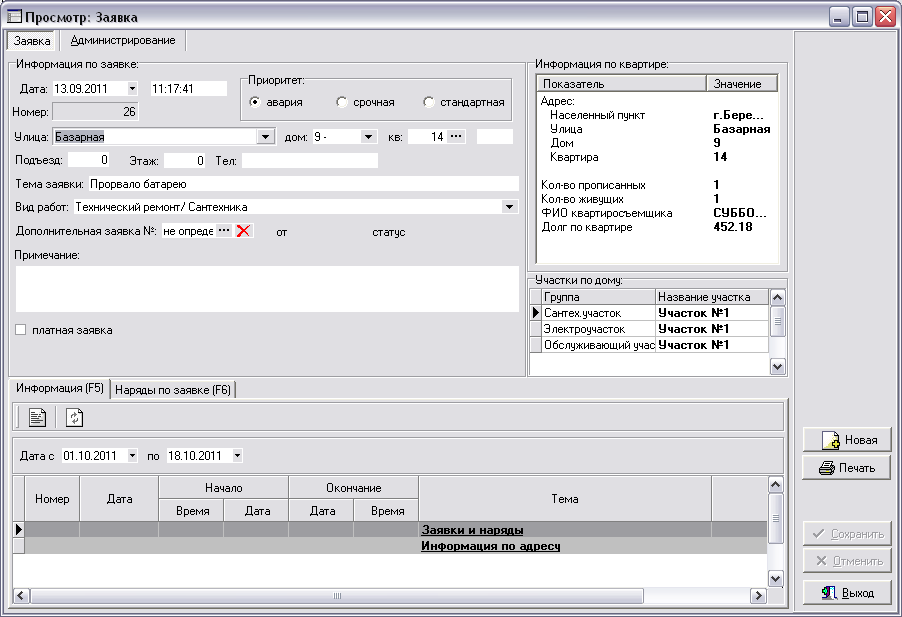 Просмотр: Заявка
Заявка Администрирование
Информация по заявке:
Дата: 13.09.2011 11:17:41
Номер: 26
Приоритет:
авария срочная стандартная
Улица: Базарная дом: 9 - кв: 14 ...
Подъезд: 0 Этаж: 0 Тел:
Тема заявки: Прорвало батарею
Вид работ: Технический ремонт/ Сантехника
Дополнительная заявка №: не опреде ... от статус
Примечание:
платная заявка
Информация по квартире:
Показатель Значение
Адрес:
Населенный пункт г.Бере...
Улица Базарная
Дом 9
Квартира 14
Кол-во прописанных 1
Кол-во живущих 1
ФИО квартиросъемщика СУББО...
Долг по квартире 452.18
Участки по дому:
Группа Название участка
Сантех.участок Участок №1
Электроучасток Участок №1
Обслуживающий учас Участок №1
Информация (F5) Наряды по заявке (F6)
Дата с 01.10.2011 по 18.10.2011
Номер Дата Начало Окончание Тема
Время Дата Дата Время
Заявки и наряды
Информация по адресу
Новая
Печать
Сохранить
Отменить
Выход